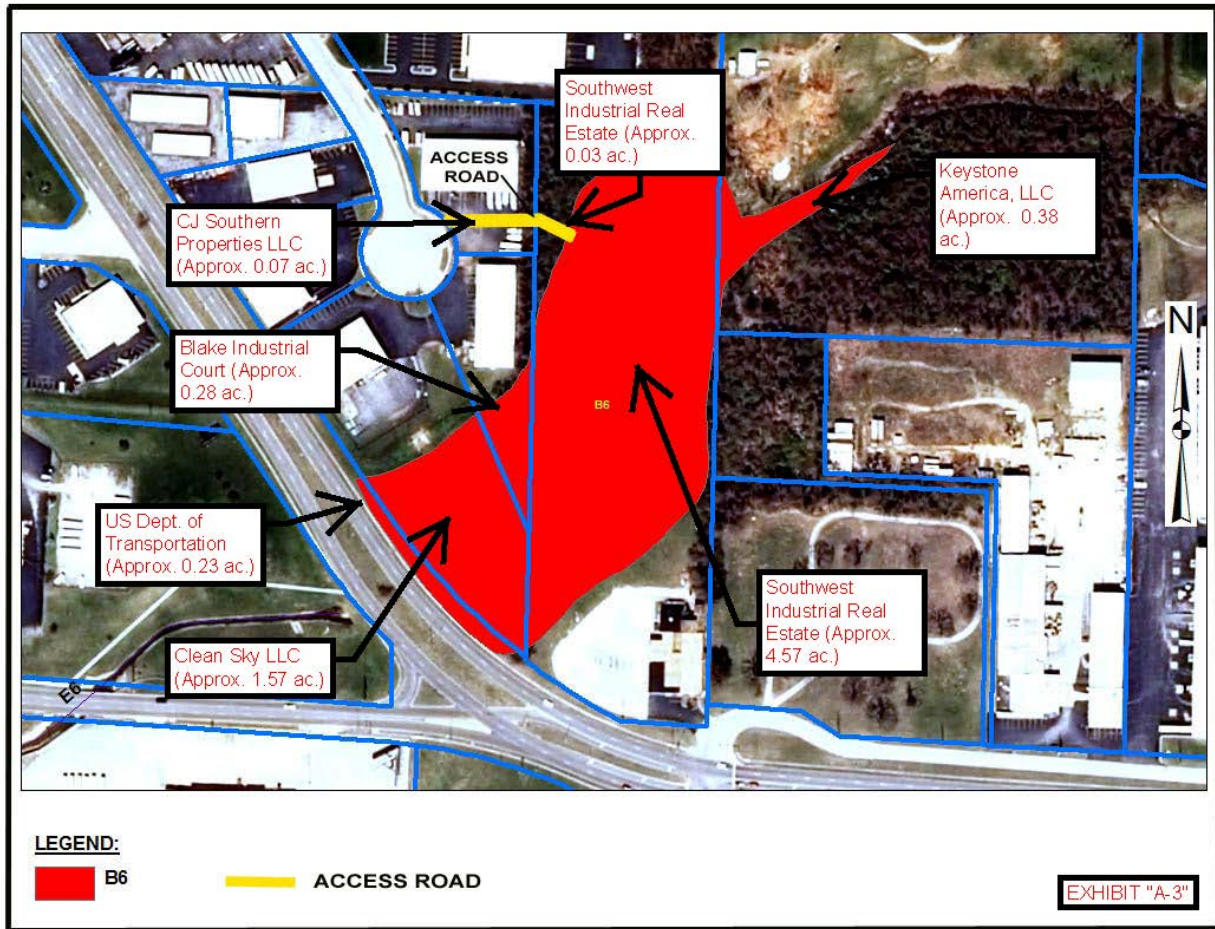 Southwest
Industrial Real
Estate (Approx.
0.03 ac.)
ACCESS
ROAD
Keystone
America, LLC
(Approx. 0.38
ac.)
CJ Southern
Properties LLC
(Approx. 0.07 ac.)
N
Blake Industrial
Court (Approx.
0.28 ac.)
B6
US Dept. of
Transportation
(Approx. 0.23 ac.)
Southwest
Industrial Real
Estate (Approx.
4.57 ac.)
Clean Sky LLC
(Approx. 1.57 ac.)
E6
LEGEND:
B6
ACCESS ROAD
EXHIBIT "A-3"